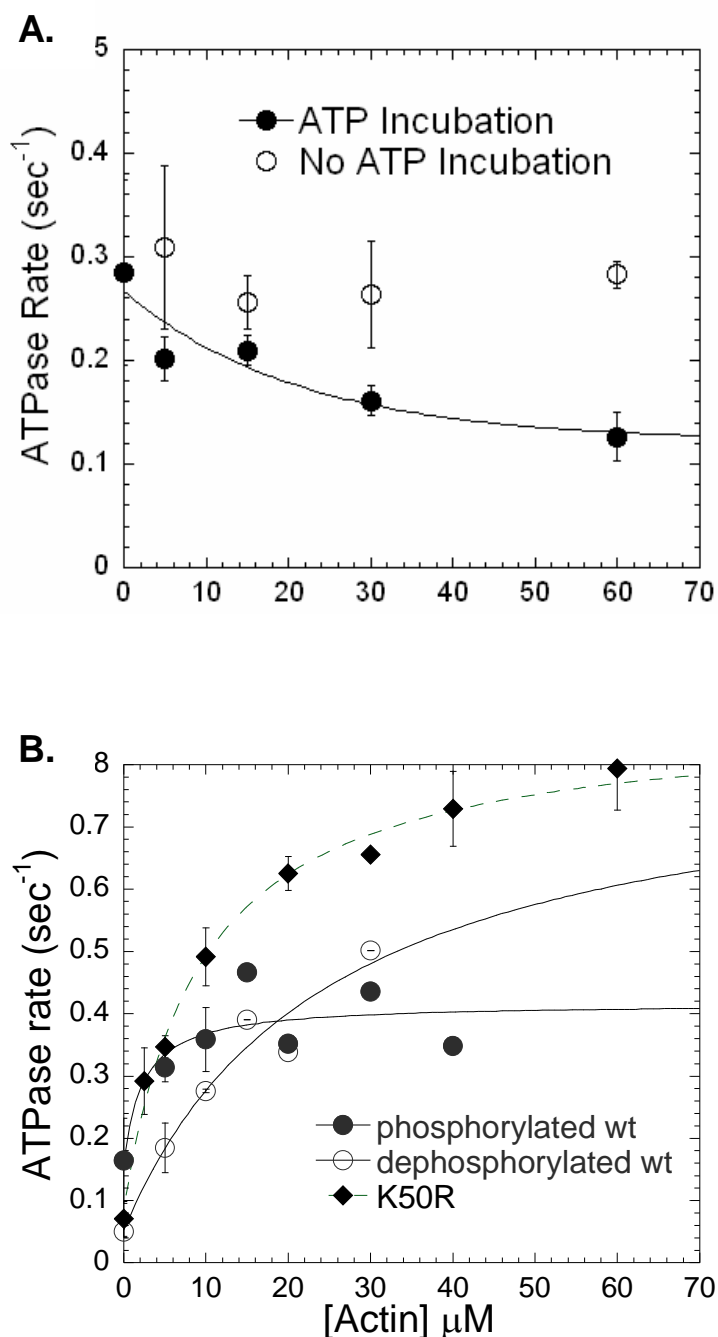 A.
5
0.4
0.3
0.2
0.1
0
ATPase Rate (sec-1)
ATP Incubation
No ATP Incubation
0 10 20 30 40 50 60 70
B.
8
0.7
0.6
0.5
0.4
0.3
0.2
0.1
0
ATPase rate (sec-1)
phosphorylated wt
dephosphorylated wt
K50R
0 10 20 30 40 50 60 70
[Actin] μM